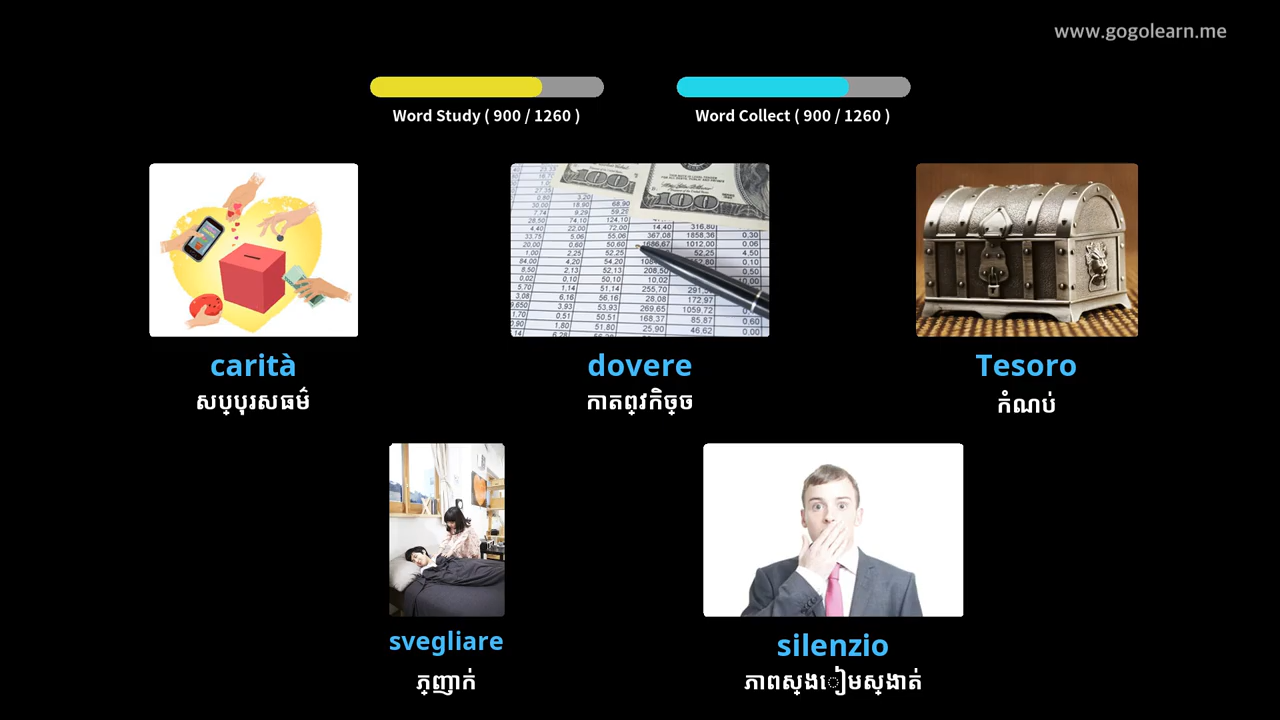 www.gogolearn.me
Word Study ( 900 / 1260 )
Word Collect ( 900 / 1260 )
carità
dovere
Tesoro
សប្បុរសធម៌
កាតព្វកិច្ច
កំណប់
svegliare
silenzio
ភ្ញាក់
ភាពស្ងៀមស្ងាត់